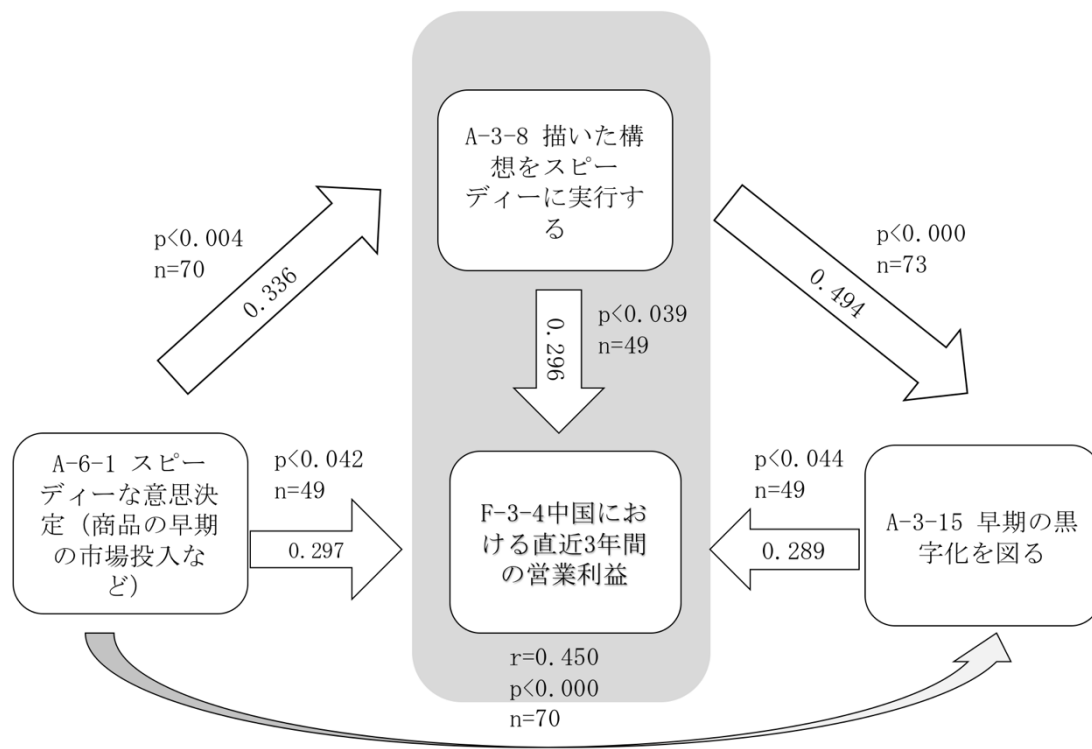 A-3-8 描いた構
想をスピー
ディーに実行す
る
p<0.004
n=70
0.336
p<0.000
n=73
0.494
p<0.039
n=49
0.296
A-6-1 スピー
ディーな意思決
定（商品の早期
の市場投入な
ど）
p<0.042
n=49
0.297
F-3-4中国にお
ける直近3年間
の営業利益
p<0.044
n=49
0.289
A-3-15 早期の黒
字化を図る
r=0.450
p<0.000
n=70